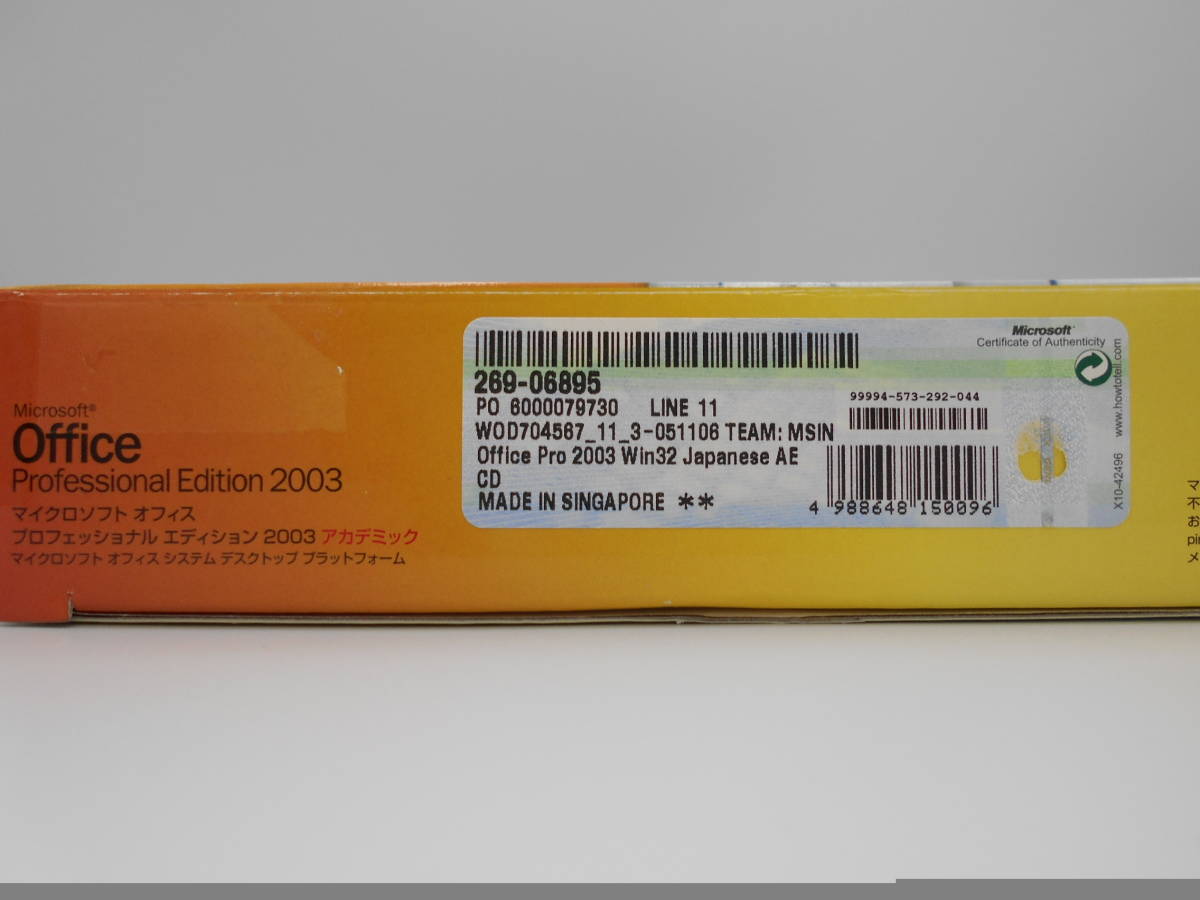 Microsoft®
Office
Professional Edition 2003
マイクロソフト オフィス
プロフェッショナル エディション 2003 アカデミック
マイクロソフト オフィス システム デスクトップ プラットフォーム
269-06895
PO 6000079730 LINE 11
WOD704567_11_3-051106 TEAM: MSIN
Office Pro 2003 Win32 Japanese AE
CD
MADE IN SINGAPORE **
Microsoft®
Certificate of Authenticity
99994-573-292-044
4 988648 150096
X10-42496 www.howtotell.com
マ
不
お
pi
メ